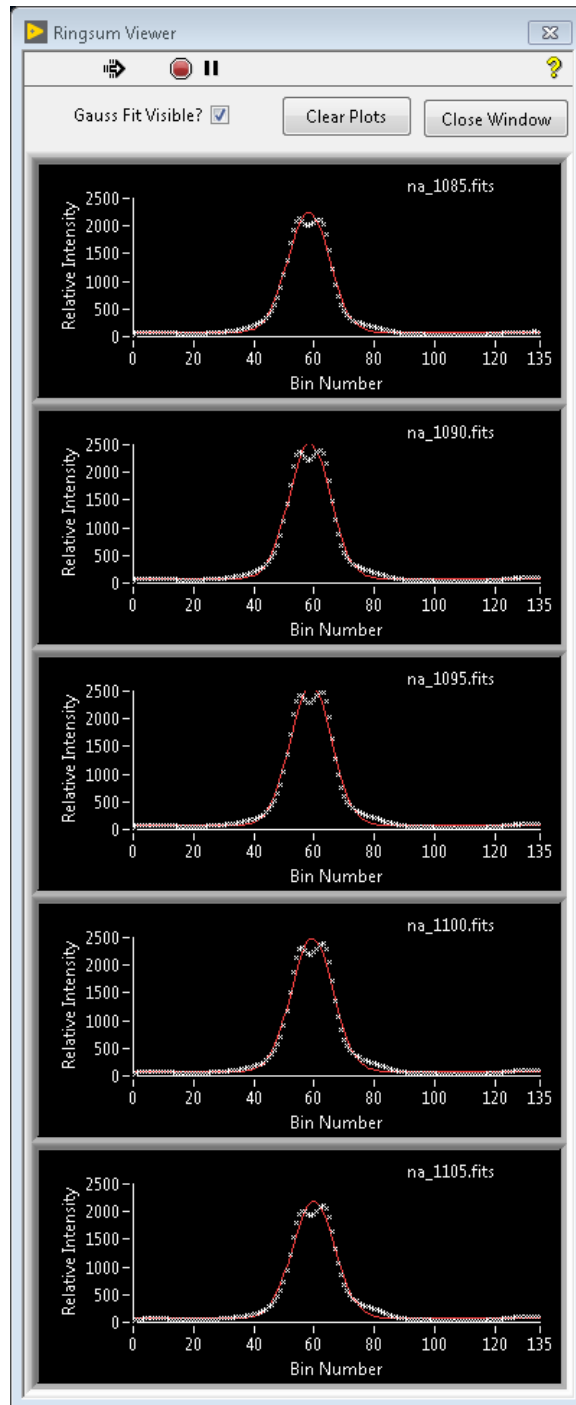 Ringsum Viewer
?
Gauss Fit Visible?
Clear Plots
Close Window
na_1085.fits
Relative Intensity
2500
2000
1500
1000
500
0
0 20 40 60 80 100 120 135
Bin Number
na_1090.fits
Relative Intensity
2500
2000
1500
1000
500
0
0 20 40 60 80 100 120 135
Bin Number
na_1095.fits
Relative Intensity
2500
2000
1500
1000
500
0
0 20 40 60 80 100 120 135
Bin Number
na_1100.fits
Relative Intensity
2500
2000
1500
1000
500
0
0 20 40 60 80 100 120 135
Bin Number
na_1105.fits
Relative Intensity
2500
2000
1500
1000
500
0
0 20 40 60 80 100 120 135
Bin Number